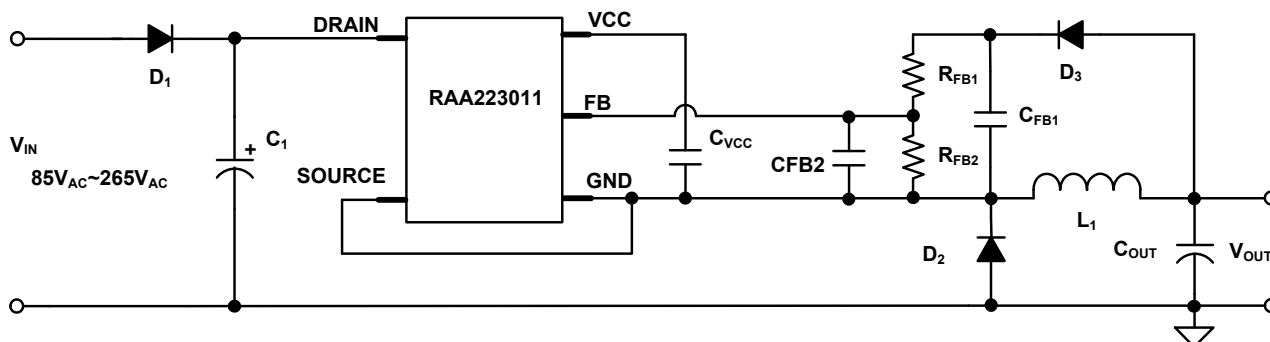 DRAIN
VCC
D1
RAA223011
RFB1
D3
FB
CFB1
C1
+
CVCC
VIN
85VAC~265VAC
CFB2
RFB2
SOURCE
GND
L1
D2
COUT
VOUT